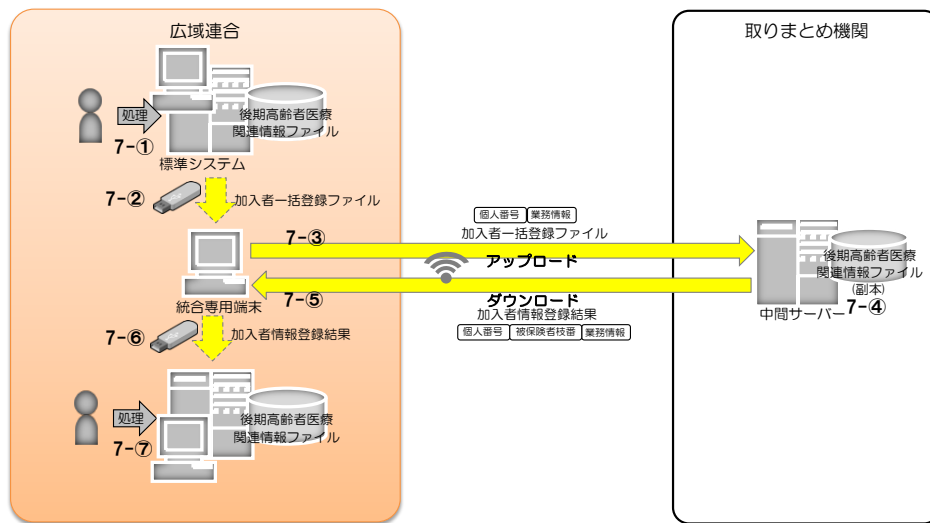 広域連合
取りまとめ機関
処理
後期高齢者医療
関連情報ファイル
7-①
標準システム
7-②
加入者一括登録ファイル
個人番号 業務情報
加入者一括登録ファイル
7-③
アップロード
後期高齢者医療
関連情報ファイル
(副本)
7-④
中間サーバー
7-⑤
統合専用端末
ダウンロード
加入者情報登録結果
個人番号 被保険者枝番 業務情報
7-⑥
加入者情報登録結果
処理
後期高齢者医療
関連情報ファイル
7-⑦